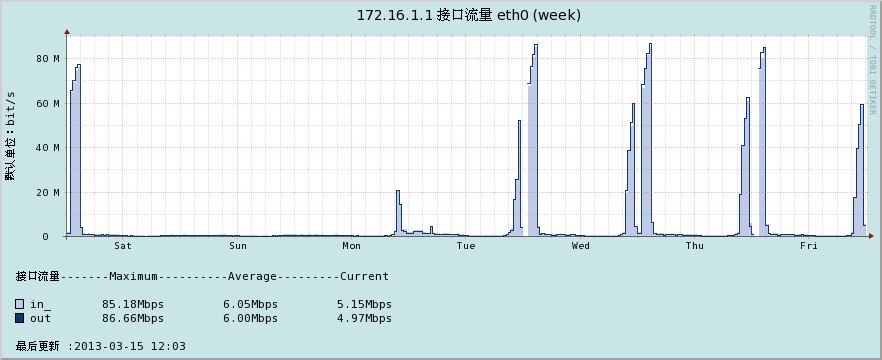 172.16.1.1 接口流量 eth0 (week)
RRDTOOL / TOBI OETIKER
默认单位：bit/s
80 M
60 M
40 M
20 M
0
Sat Sun Mon Tue Wed Thu Fri
接口流量-------Maximum----------Average---------Current
in_ 85.18Mbps 6.05Mbps 5.15Mbps
out 86.66Mbps 6.00Mbps 4.97Mbps
最后更新 :2013-03-15 12:03